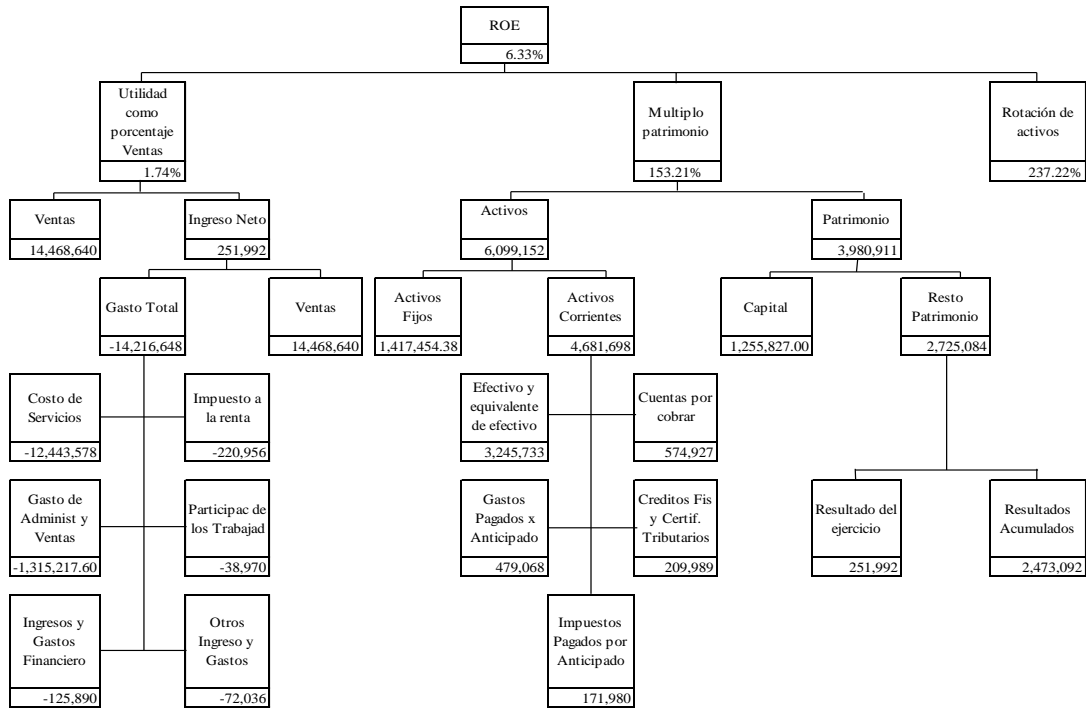 ROE
6.33%
Utilidad
como
porcentaje
Ventas
1.74%
Multiplo
patrimonio
153.21%
Rotación de
activos
237.22%
Ventas
14,468,640
Ingreso Neto
251,992
Activos
6,099,152
Patrimonio
3,980,911
Gasto Total
-14,216,648
Ventas
14,468,640
Activos
Fijos
1,417,454.38
Activos
Corrientes
4,681,698
Capital
1,255,827.00
Resto
Patrimonio
2,725,084
Costo de
Servicios
-12,443,578
Impuesto a
la renta
-220,956
Efectivo y
equivalente
de efectivo
3,245,733
Cuentas por
cobrar
574,927
Gasto de
Administ y
Ventas
-1,315,217.60
Participac de
los Trabajad
-38,970
Gastos
Pagados x
Anticipado
479,068
Creditos Fis
y Certif.
Tributarios
209,989
Resultado del
ejercicio
251,992
Resultados
Acumulados
2,473,092
Ingresos y
Gastos
Financiero
-125,890
Otros
Ingreso y
Gastos
-72,036
Impuestos
Pagados por
Anticipado
171,980